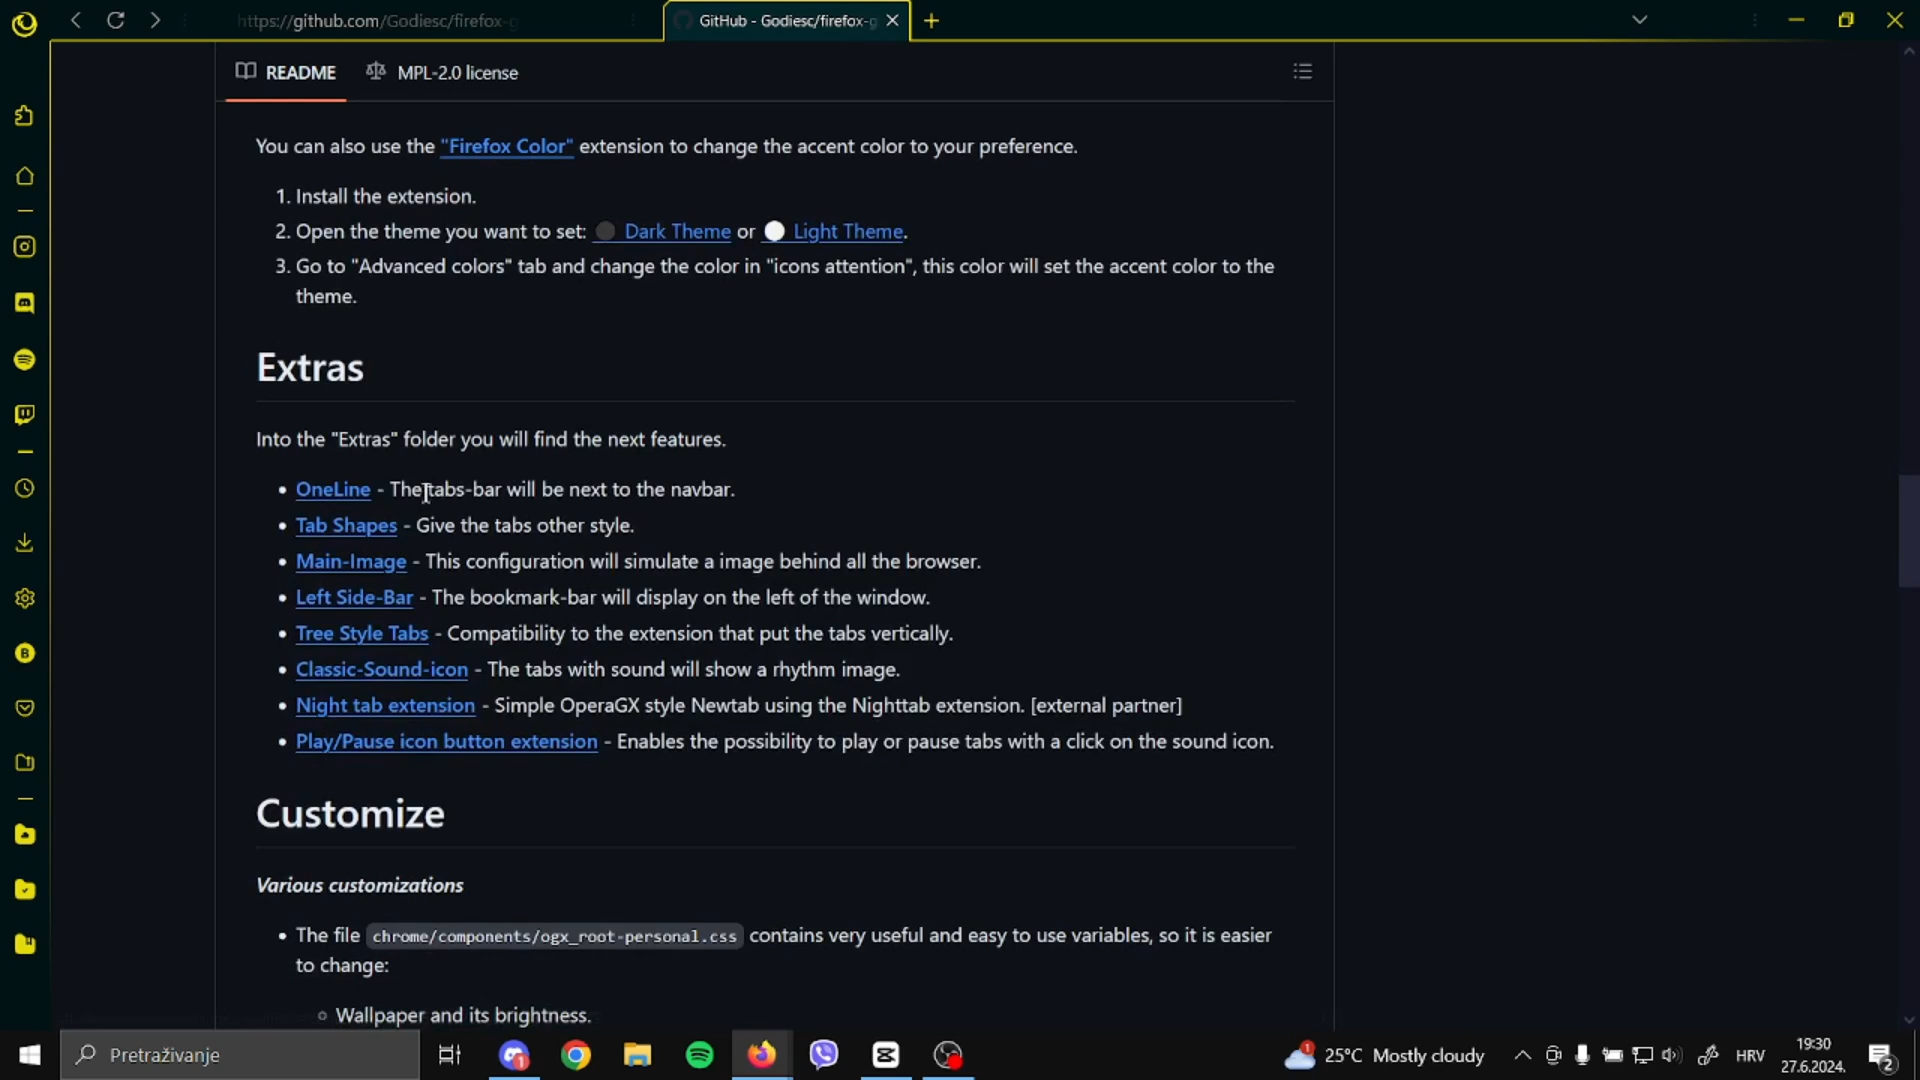 https://github.com/Godiesc/firefox-g
GitHub - Godiesc/firefox-g
README
MPL-2.0 license
You can also use the "Firefox Color" extension to change the accent color to your preference.
1. Install the extension.
2. Open the theme you want to set: Dark Theme or Light Theme.
3. Go to "Advanced colors" tab and change the color in "icons attention", this color will set the accent color to the
theme.
Extras
Into the "Extras" folder you will find the next features.
• OneLine - The tabs-bar will be next to the navbar.
• Tab Shapes - Give the tabs other style.
• Main-Image - This configuration will simulate a image behind all the browser.
• Left Side-Bar - The bookmark-bar will display on the left of the window.
• Tree Style Tabs - Compatibility to the extension that put the tabs vertically.
• Classic-Sound-icon - The tabs with sound will show a rhythm image.
• Night tab extension - Simple OperaGX style Newtab using the Nighttab extension. [external partner]
• Play/Pause icon button extension - Enables the possibility to play or pause tabs with a click on the sound icon.
Customize
Various customizations
• The file chrome/components/ogx_root-personal.css contains very useful and easy to use variables, so it is easier
to change:
○ Wallpaper and its brightness.
Pretraživanje
1
1
25°C Mostly cloudy
HRV
19:30
27.6.2024.
2